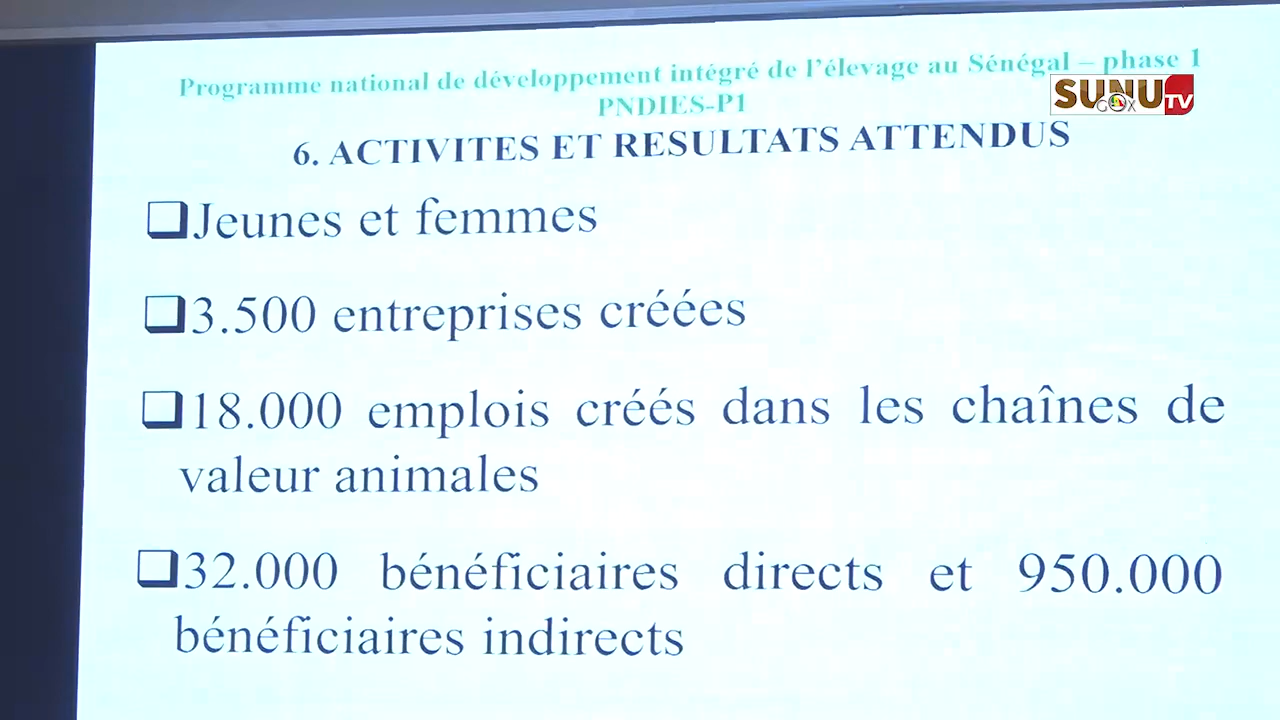 Programme national de développement intégré de l'élevage au Sénégal – phase 1
SUNU TV
GOX
PNDIES-P1
6. ACTIVITES ET RESULTATS ATTENDUS
❑Jeunes et femmes
❑3.500 entreprises créées
❑18.000 emplois créés dans les chaînes de
valeur animales
❑32.000 bénéficiaires directs et 950.000
bénéficiaires indirects